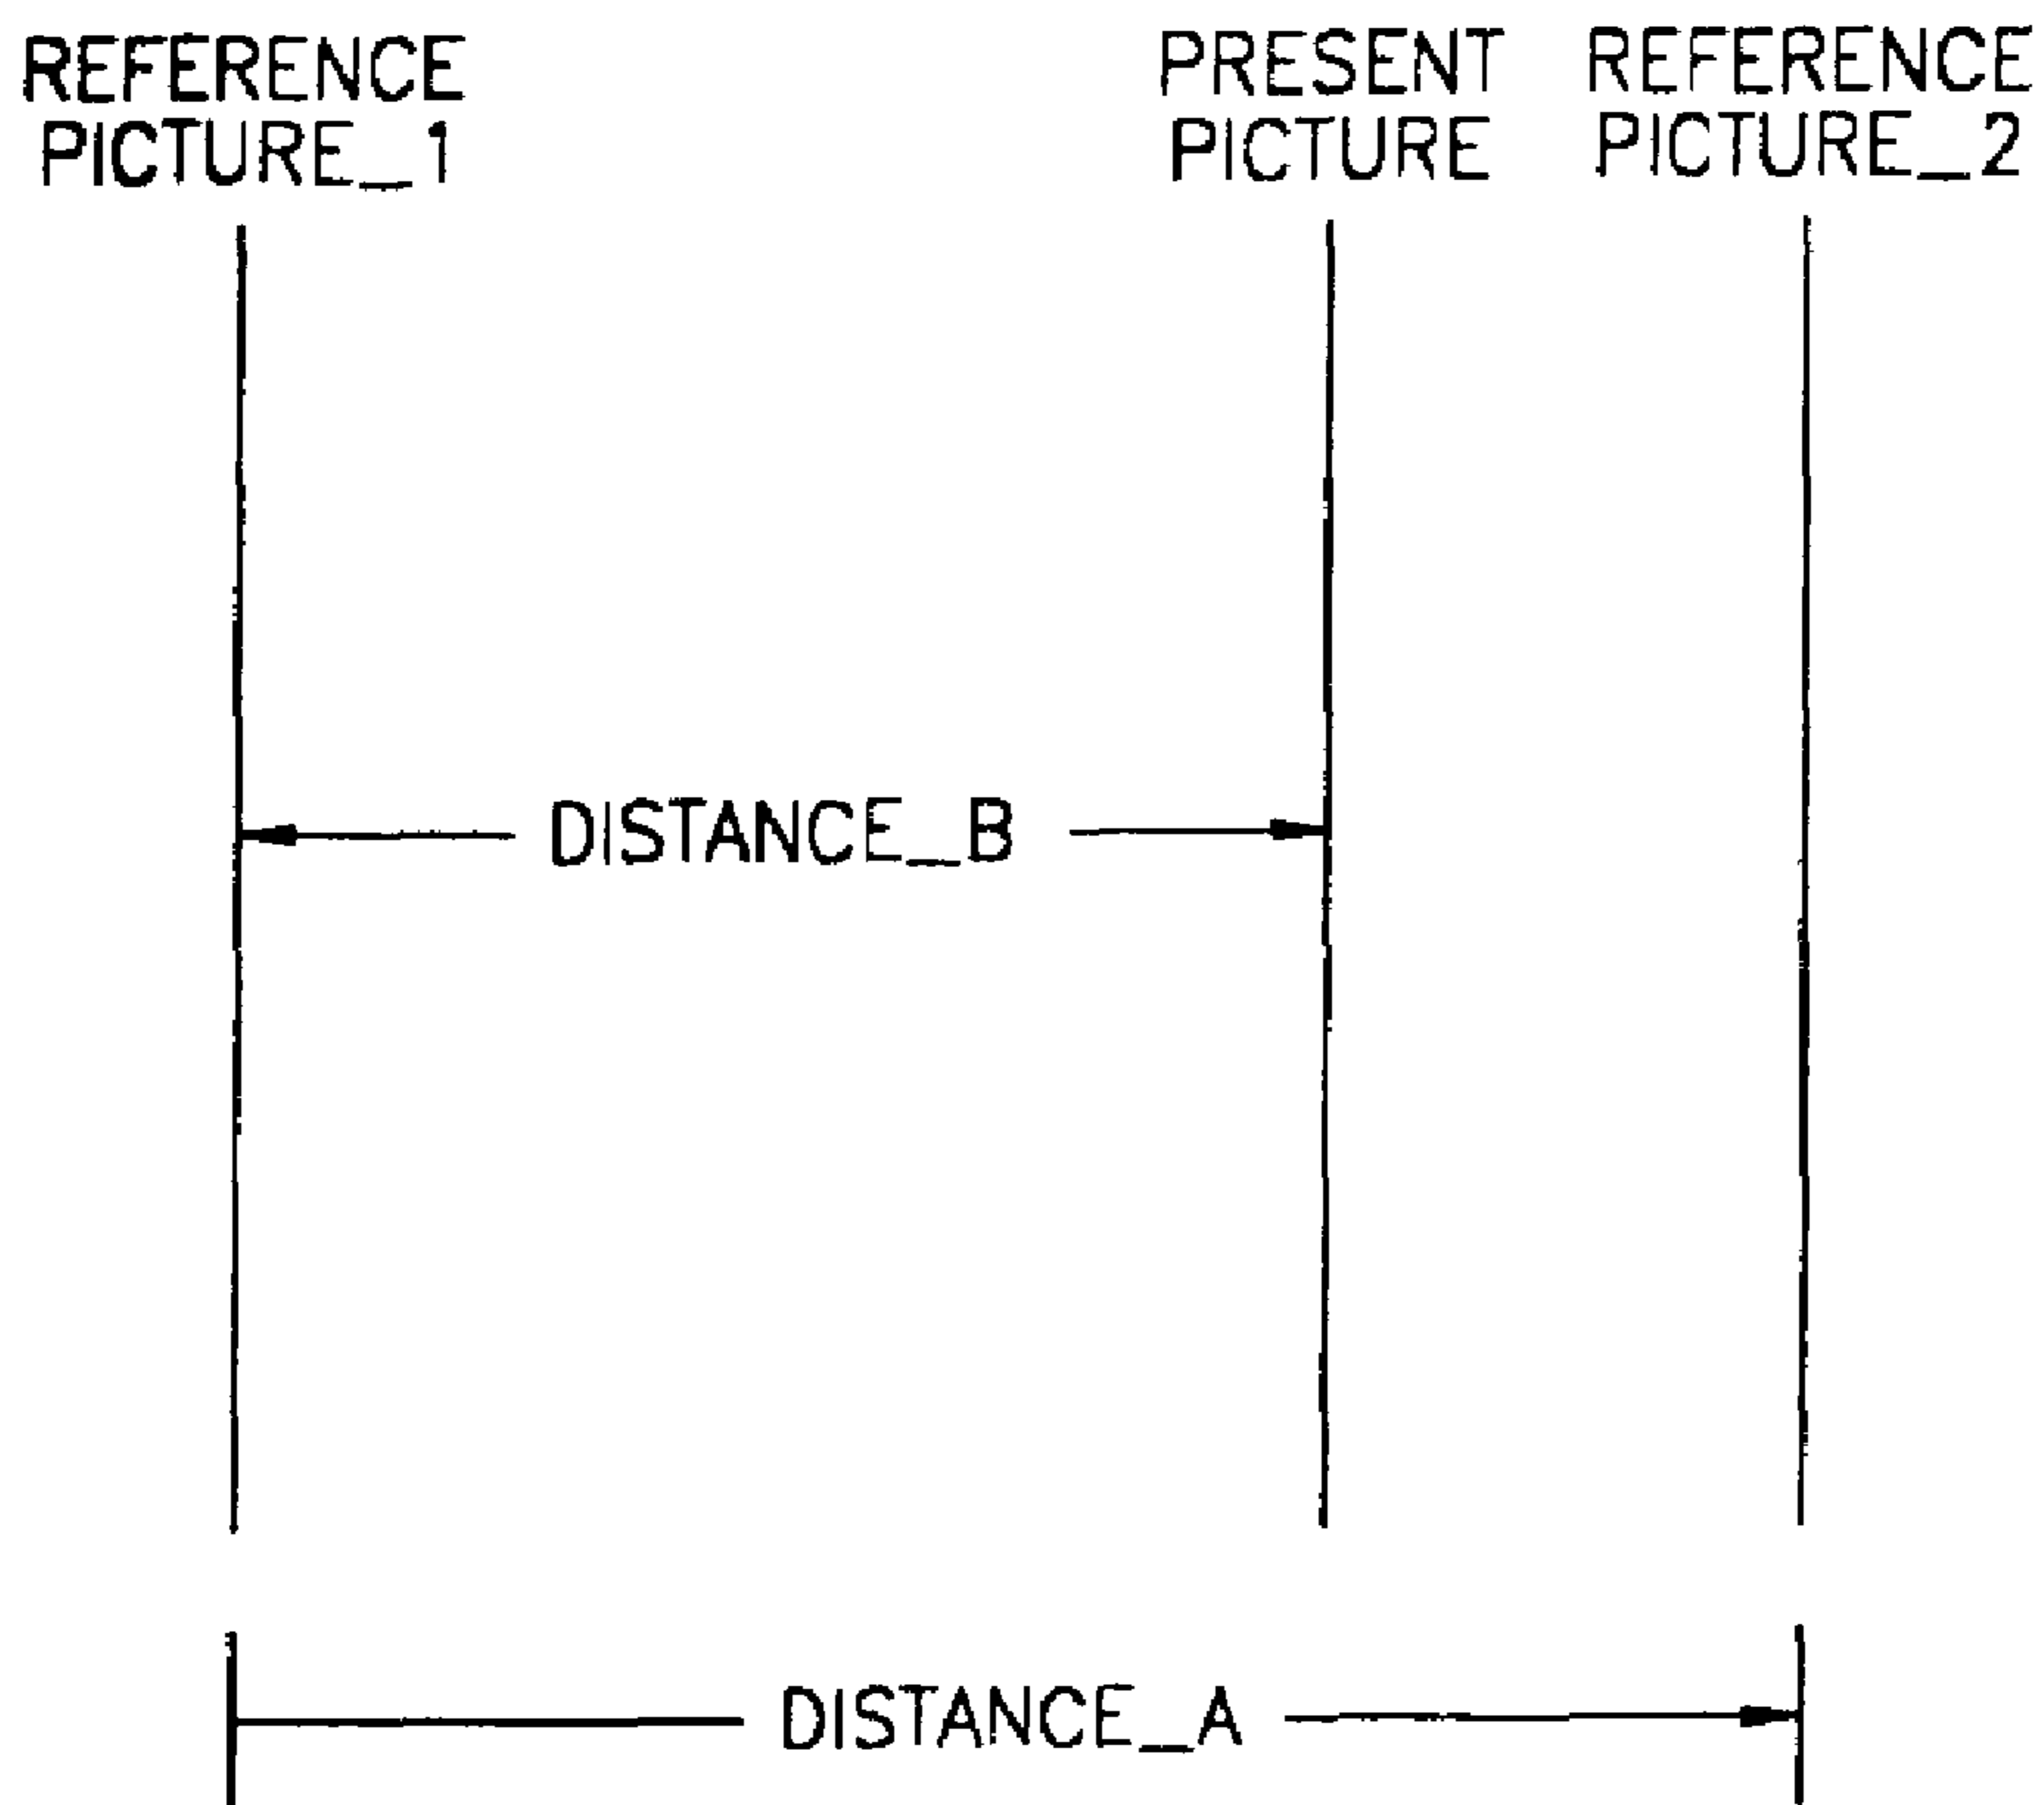 REFERENCE
PICTURE_1
PRESENT
PICTURE
REFERENCE
PICTURE_2
DISTANCE_B
DISTANCE_A